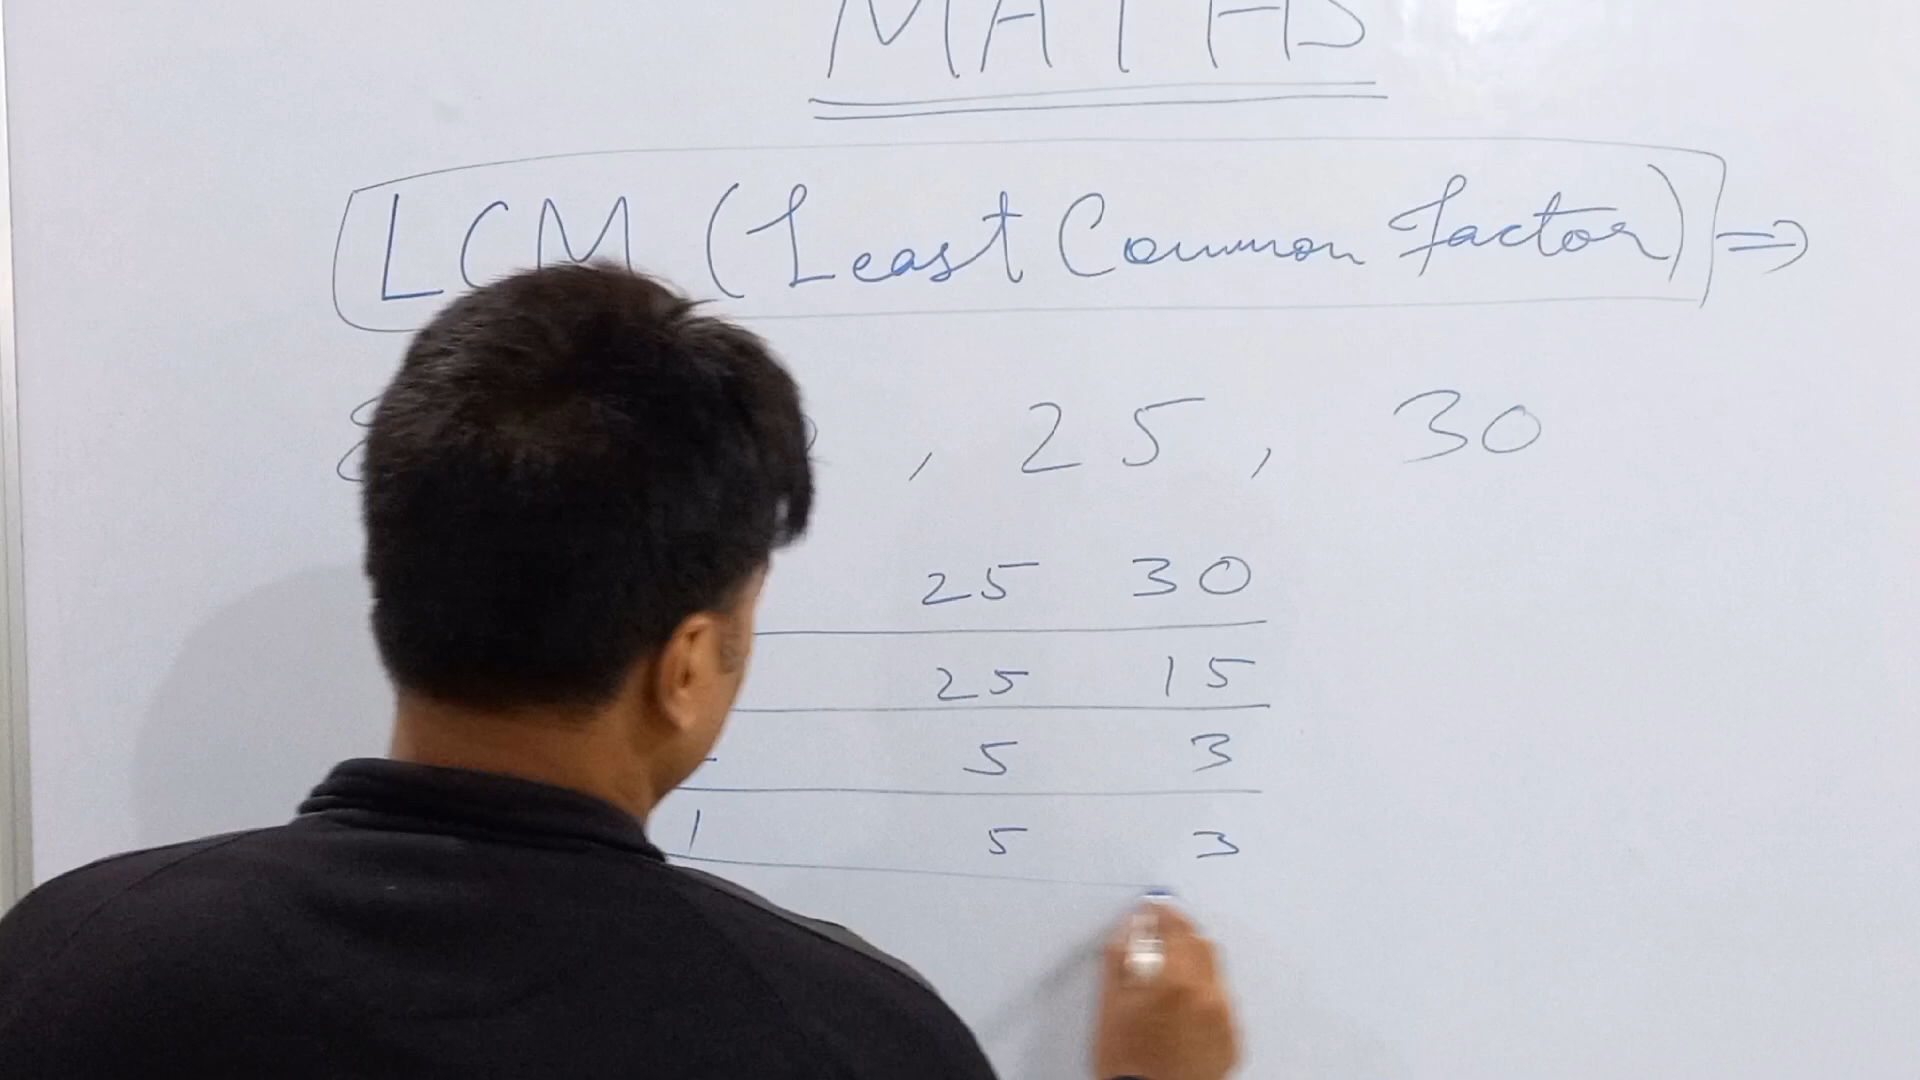 MATHS
LCM (Least Common Factor) ⇒
, 25, 30
25 30
25 15
5 3
1 5 3